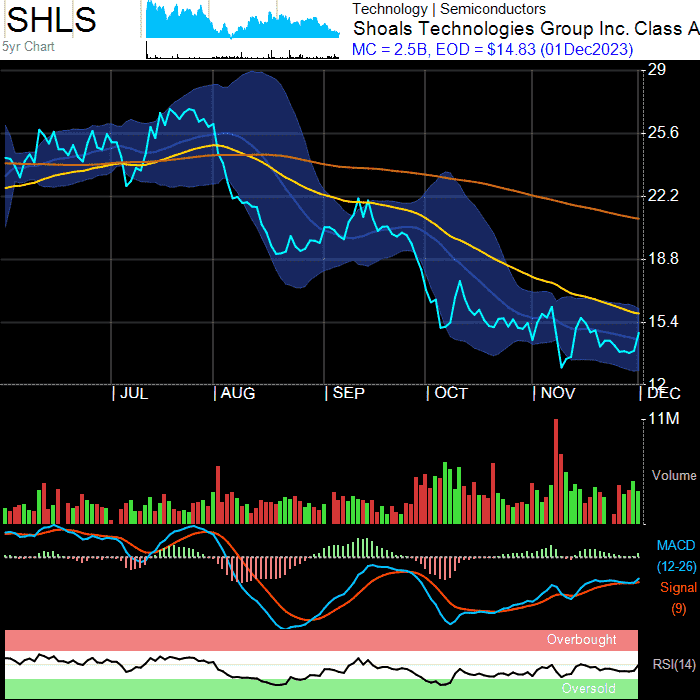 SHLS
5yr Chart
Technology | Semiconductors
Shoals Technologies Group Inc. Class A
MC = 2.5B, EOD = $14.83 (01Dec2023)
29
25.6
22.2
18.8
15.4
12
JUL AUG SEP OCT NOV DEC
11M
Volume
MACD
(12-26)
Signal
(9)
Overbought
RSI(14)
Oversold